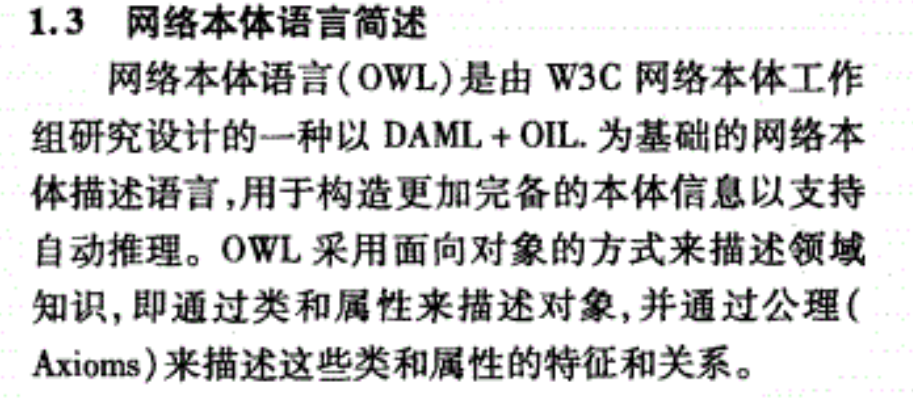 1.3 网络本体语言简述
网络本体语言(OWL)是由 W3C 网络本体工作
组研究设计的一种以 DAML + OIL. 为基础的网络本
体描述语言,用于构造更加完备的本体信息以支持
自动推理。OWL 采用面向对象的方式来描述领域
知识,即通过类和属性来描述对象,并通过公理(
Axioms)来描述这些类和属性的特征和关系。